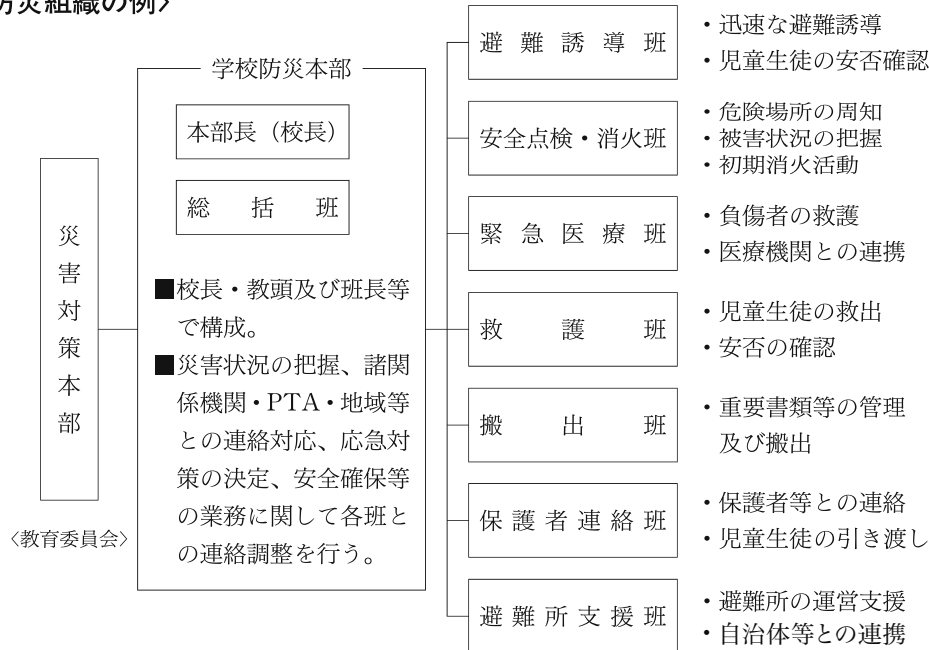 防災組織の例〉
災害対策本部
〈教育委員会〉
学校防災本部
本部長（校長）
総括班
■校長・教頭及び班長等
で構成。
■災害状況の把握、諸関
係機関・PTA・地域等
との連絡対応、応急対
策の決定、安全確保等
の業務に関して各班と
の連絡調整を行う。
避難誘導班
・迅速な避難誘導
・児童生徒の安否確認
安全点検・消火班
・危険場所の周知
・被害状況の把握
・初期消火活動
緊急医療班
・負傷者の救護
・医療機関との連携
救護班
・児童生徒の救出
・安否の確認
搬出班
・重要書類等の管理
及び搬出
保護者連絡班
・保護者等との連絡
・児童生徒の引き渡し
避難所支援班
・避難所の運営支援
・自治体等との連携